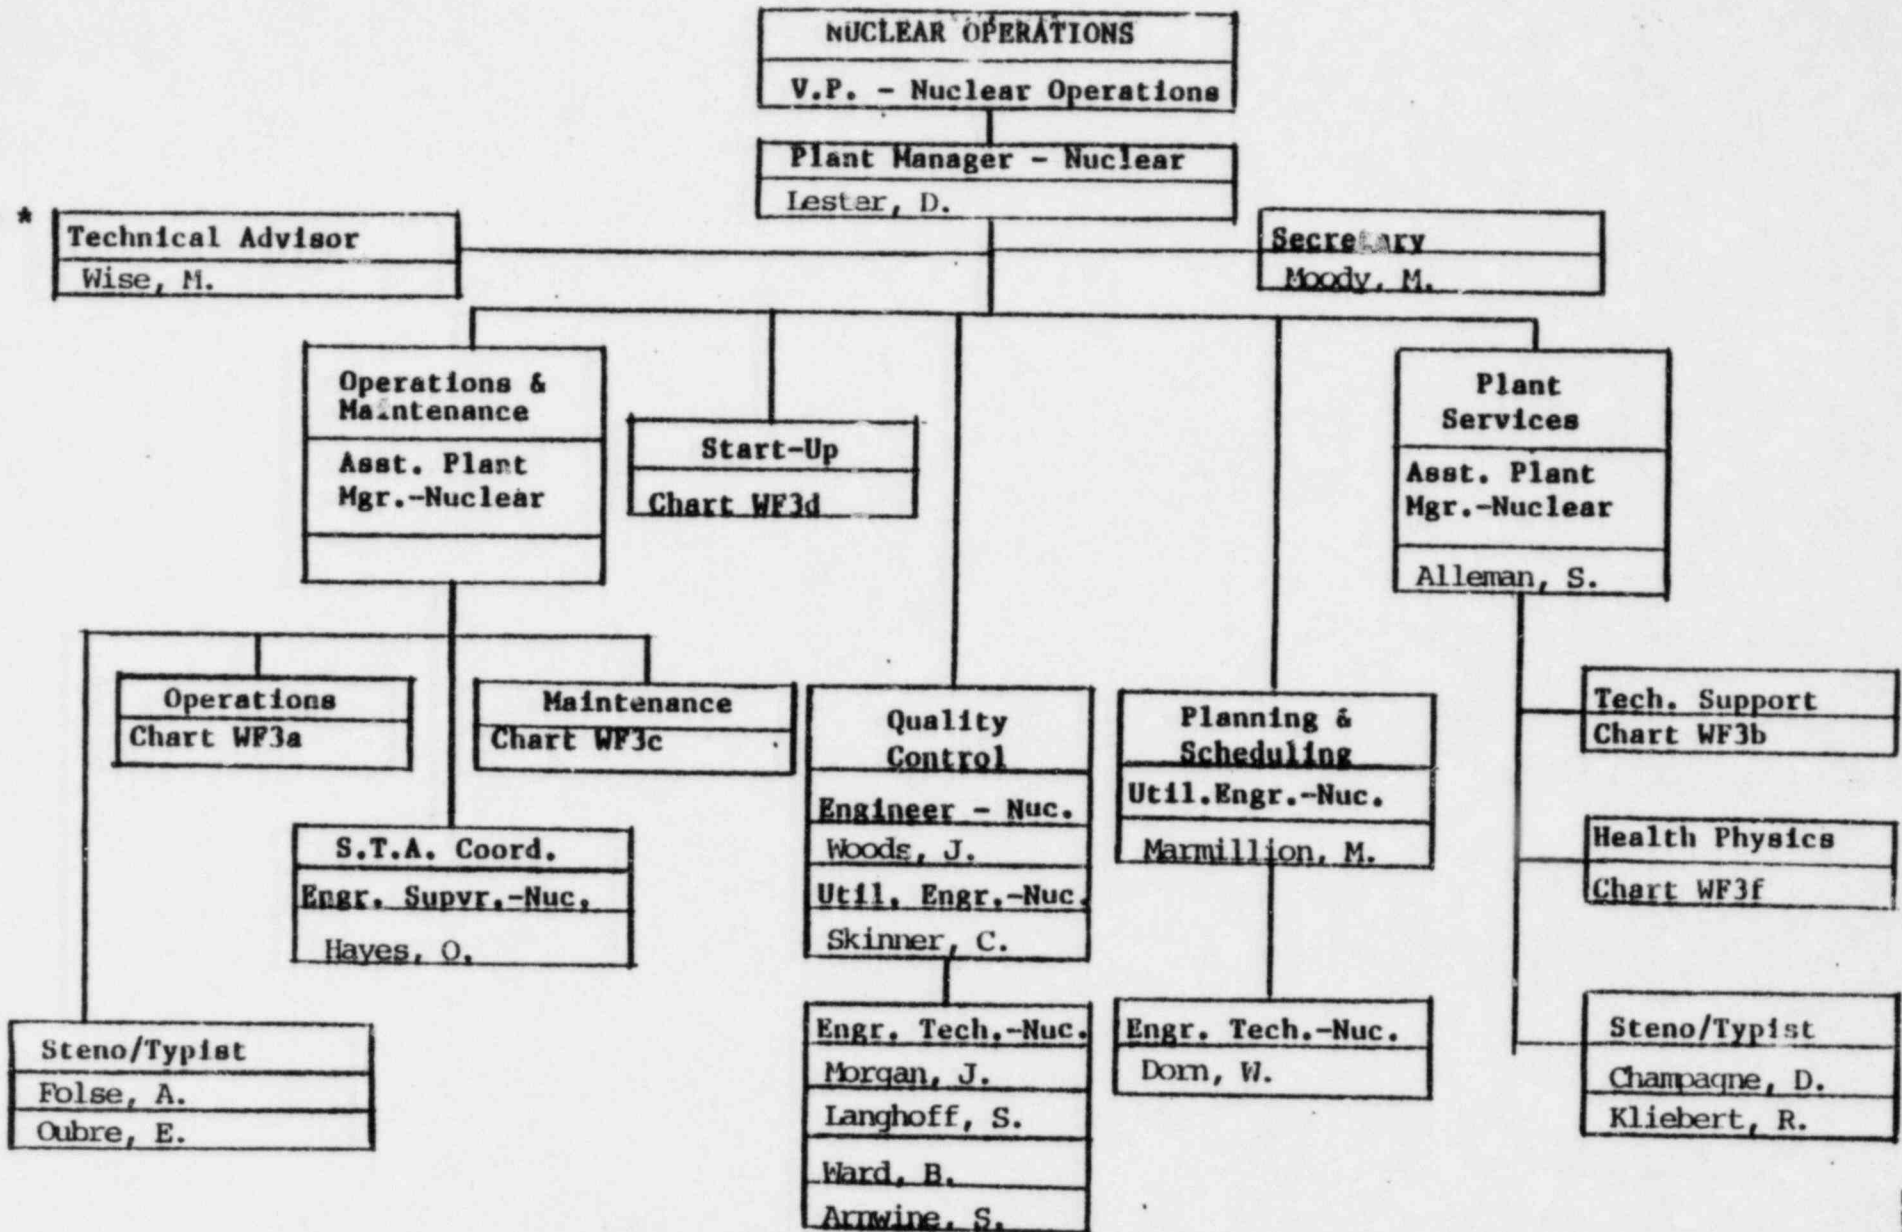 NUCLEAR OPERATIONS
V.P. - Nuclear Operations
Plant Manager - Nuclear
Lester, D.
*
Technical Advisor
Wise, M.
Secretary
Moody, M.
Operations &
Maintenance
Asst. Plant
Mgr.-Nuclear
Start-Up
Chart WF3d
Plant
Services
Asst. Plant
Mgr.-Nuclear
Alleman, S.
Operations
Chart WF3a
Maintenance
Chart WF3c
S.T.A. Coord.
Engr. Supvr.-Nuc.
Hayes, O.
Steno/Typist
Folse, A.
Oubre, E.
Quality
Control
Engineer - Nuc.
Woods, J.
Util. Engr.-Nuc.
Skinner, C.
Engr. Tech.-Nuc.
Morgan, J.
Langhoff, S.
Ward, B.
Arnwine, S.
Planning &
Scheduling
Util.Engr.-Nuc.
Marmillion, M.
Engr. Tech.-Nuc.
Dorn, W.
Tech. Support
Chart WF3b
Health Physics
Chart WF3f
Steno/Typist
Champagne, D.
Kliebert, R.